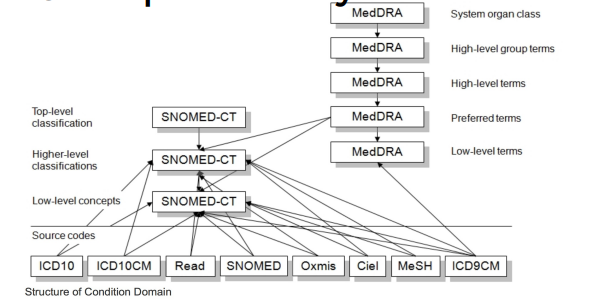 MedDRA System organ class
MedDRA High-level group terms
MedDRA High-level terms
Top-level
classification
SNOMED-CT
MedDRA Preferred terms
Higher-level
classifications
SNOMED-CT
MedDRA Low-level terms
Low-level concepts
SNOMED-CT
Source codes
ICD10 ICD10CM Read SNOMED Oxmis Ciel MeSH ICD9CM
Structure of Condition Domain